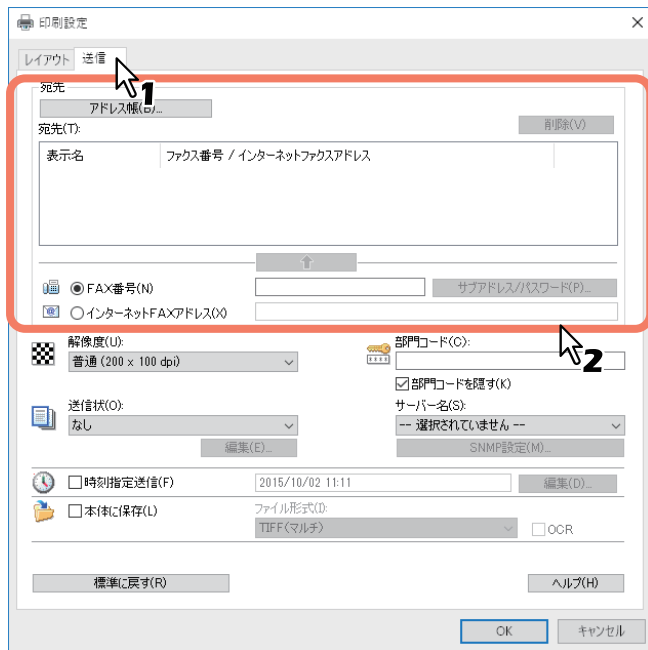 印刷設定
レイアウト 送信
1
宛先
アドレス帳(B)...
宛先(T): 削除(V)
表示名 ファクス番号 / インターネットファクスアドレス
FAX番号(N) サブアドレス/パスワード(P)...
インターネットFAXアドレス(X)
2
解像度(U): 部門コード(C):
普通 (200 x 100 dpi)
部門コードを隠す(K)
送信状(O): サーバー名(S):
なし -- 選択されていません --
編集(E)... SNMP設定(M)...
時刻指定送信(F) 2015/10/02 11:11 編集(D)...
本体に保存(L) ファイル形式(I):
TIFF(マルチ) OCR
標準に戻す(R) ヘルプ(H)
OK キャンセル